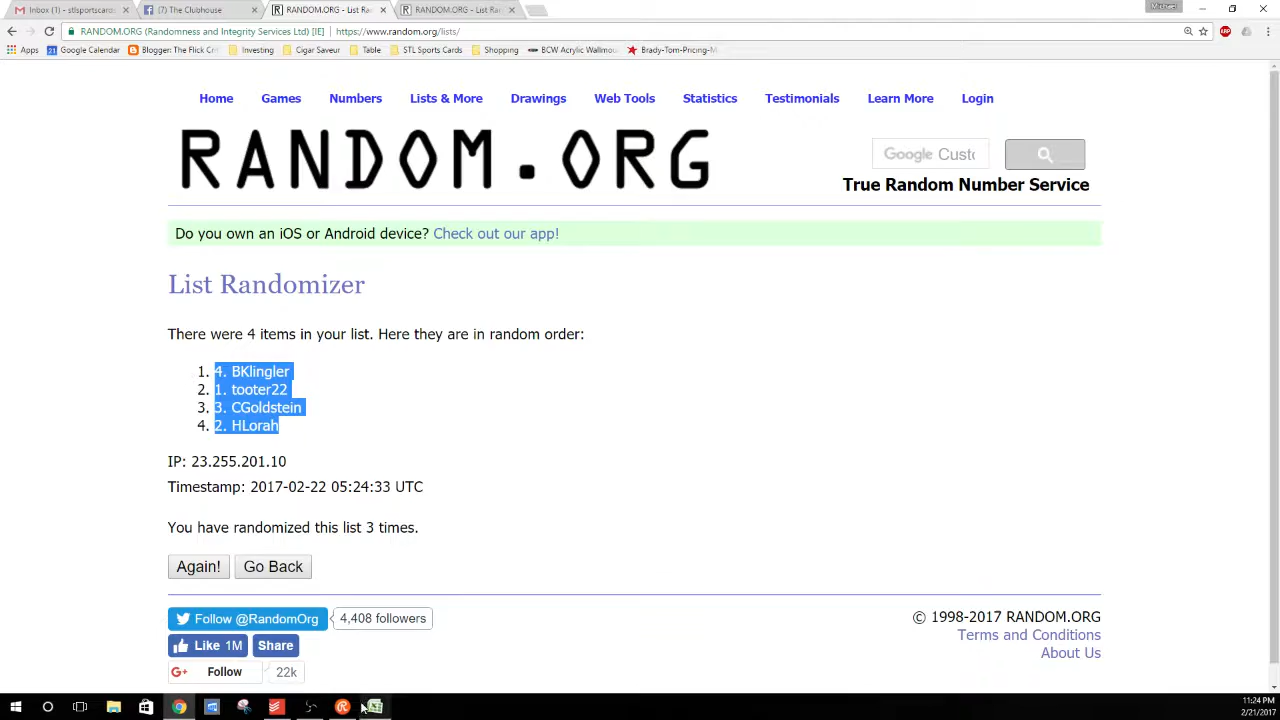 Inbox (1) - stlsportscards
(7) The Clubhouse
RANDOM.ORG - List Ra
RANDOM.ORG - List Ra
Michael
RANDOM.ORG (Randomness and Integrity Services Ltd) [IE] https://www.random.org/lists/
Apps Google Calendar Blogger: The Flick Cri Investing Cigar Saveur Table STL Sports Cards Shopping BCW Acrylic Wallmou Brady-Tom-Pricing-M
Home Games Numbers Lists & More Drawings Web Tools Statistics Testimonials Learn More Login
RANDOM.ORG
Google Custo
True Random Number Service
Do you own an iOS or Android device? Check out our app!
List Randomizer
There were 4 items in your list. Here they are in random order:
1. 4. BKlingler
2. 1. tooter22
3. 3. CGoldstein
4. 2. HLorah
IP: 23.255.201.10
Timestamp: 2017-02-22 05:24:33 UTC
You have randomized this list 3 times.
Again! Go Back
Follow @RandomOrg 4,408 followers
Like 1M Share
G+ Follow 22k
© 1998-2017 RANDOM.ORG
Terms and Conditions
About Us
11:24 PM
2/21/2017